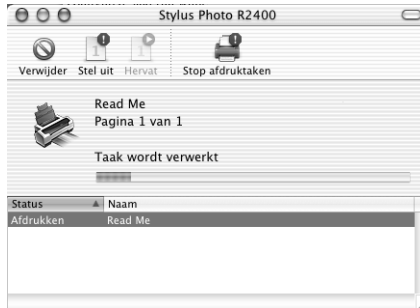 Stylus Photo R2400
Verwijder Stel uit Hervat Stop afdruktaken
Read Me
Pagina 1 van 1
Taak wordt verwerkt
Status Naam
Afdrukken Read Me